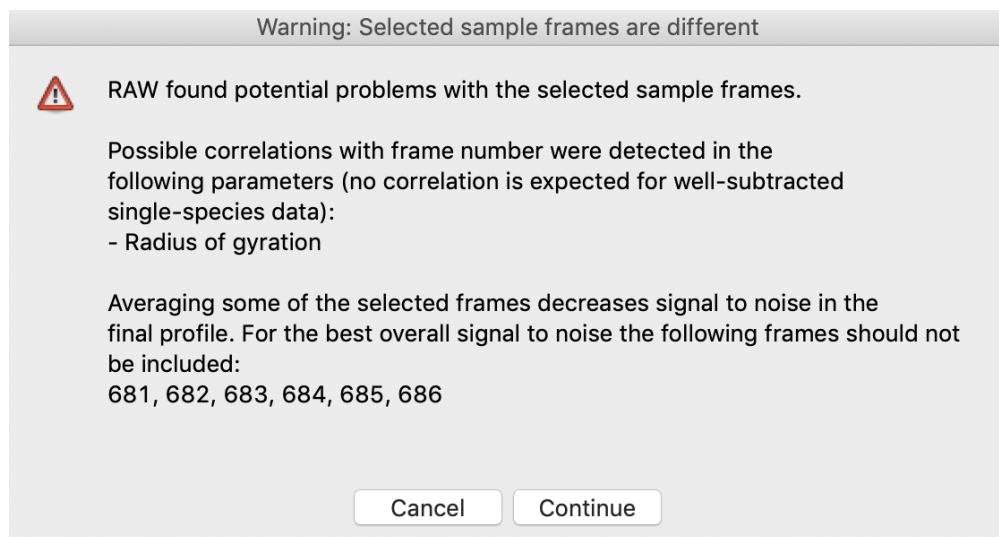 Warning: Selected sample frames are different
RAW found potential problems with the selected sample frames.
Possible correlations with frame number were detected in the
following parameters (no correlation is expected for well-subtracted
single-species data):
- Radius of gyration
Averaging some of the selected frames decreases signal to noise in the
final profile. For the best overall signal to noise the following frames should not
be included:
681, 682, 683, 684, 685, 686
Cancel Continue